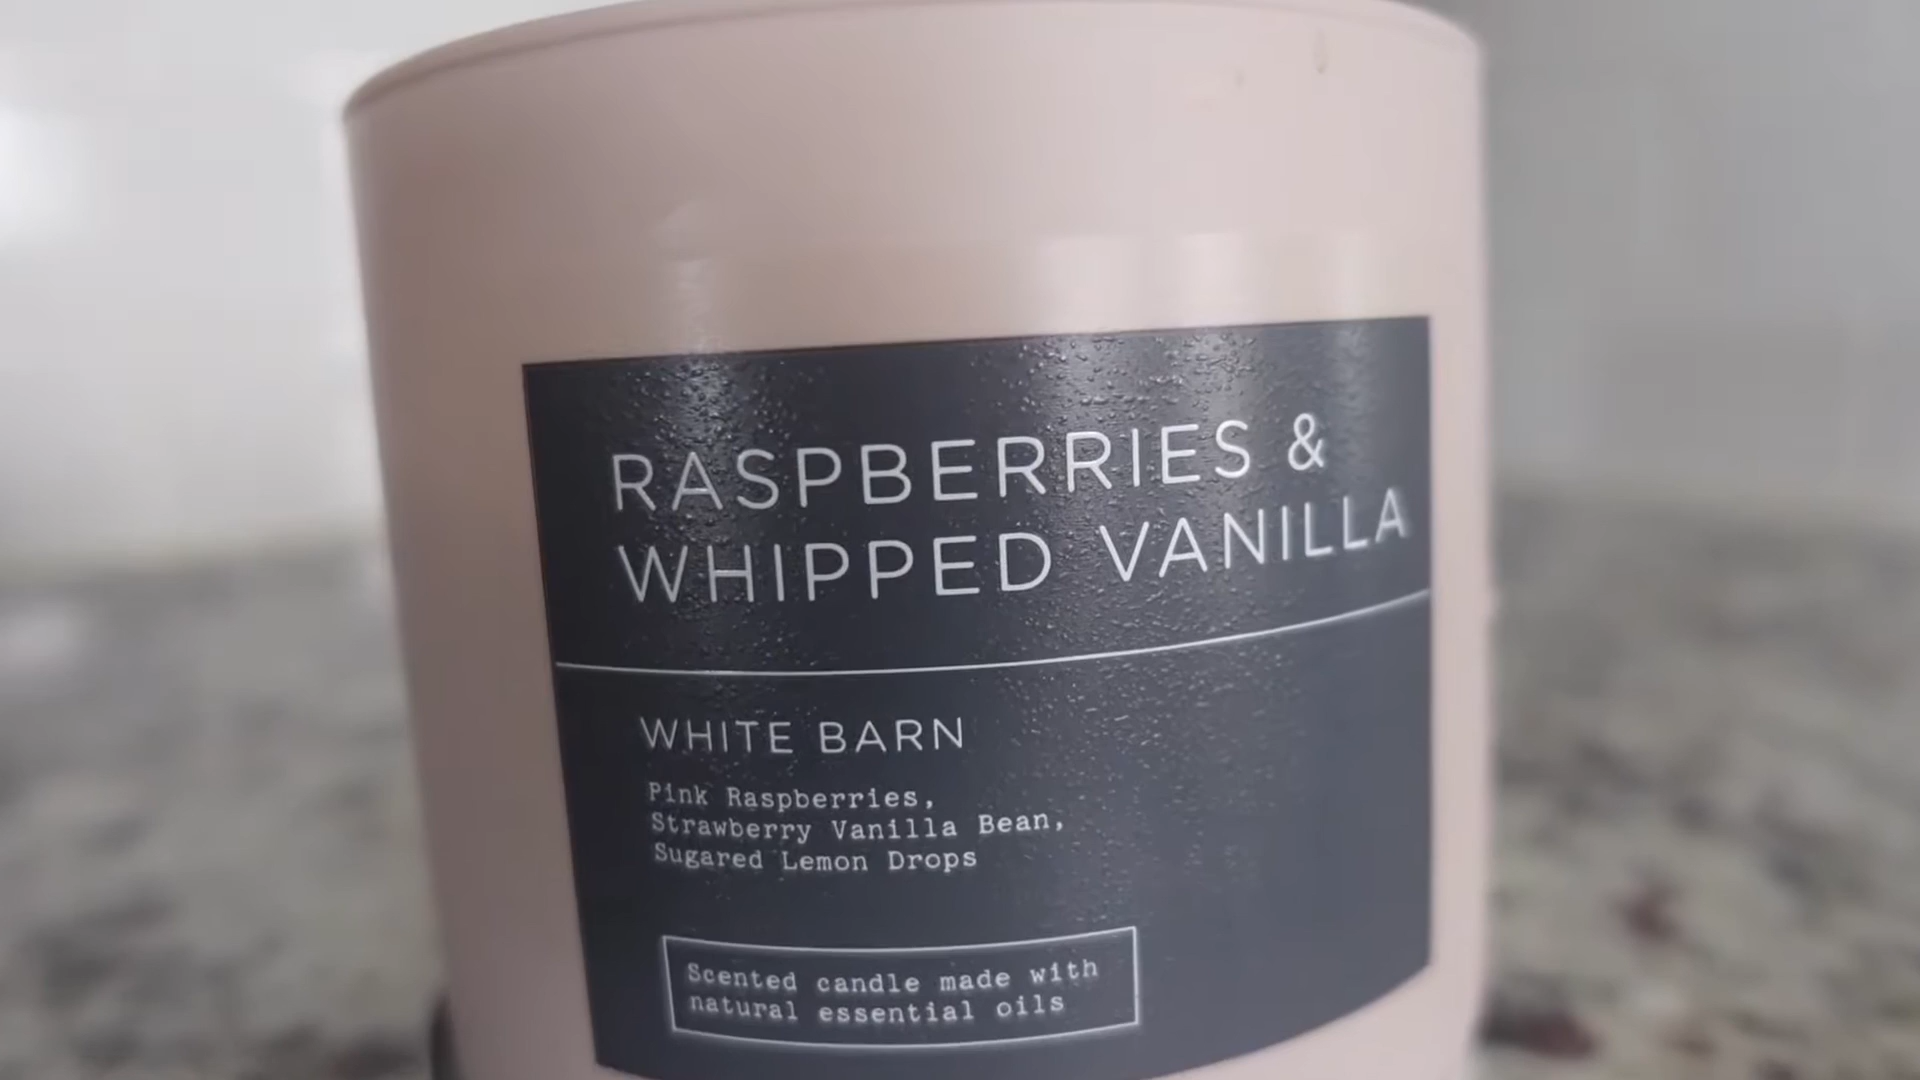 RASPBERRIES &
WHIPPED VANILLA
WHITE BARN
Pink Raspberries,
Strawberry Vanilla Bean,
Sugared Lemon Drops
Scented candle made with
natural essential oils